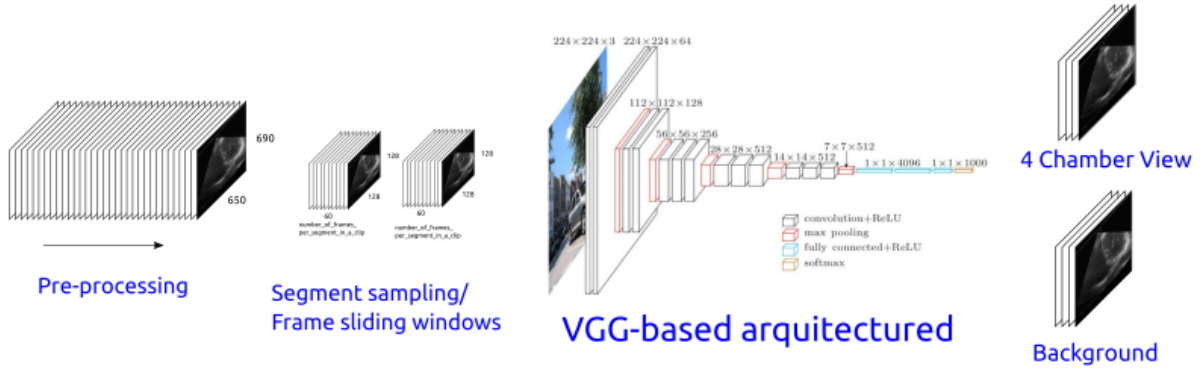 690
650
Pre-processing
128
128
60
number_of_frames_
per_segment_in_a_clip
128
128
60
number_of_frames_
per_segment_in_a_clip
Segment sampling/
Frame sliding windows
224×224×3
224×224×64
112×112×128
56×56×256
28×28×512
14×14×512
7×7×512
1×1×4096
1×1×1000
convolution+ReLU
max pooling
fully connected+ReLU
softmax
VGG-based arquitectured
4 Chamber View
Background